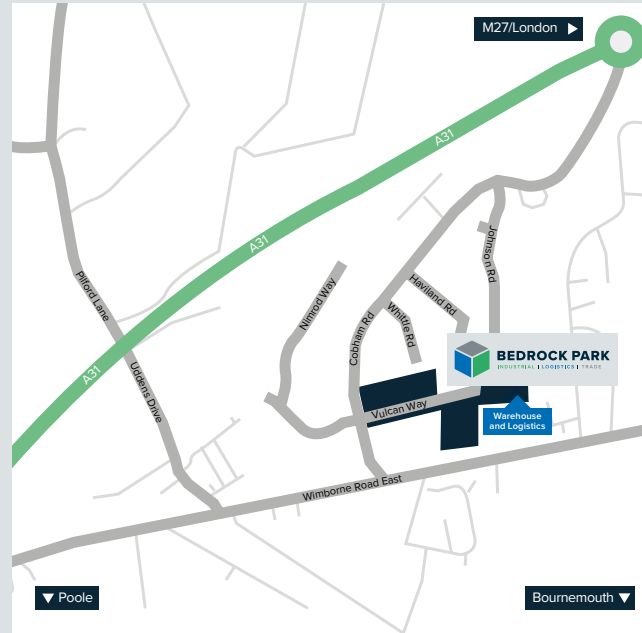 M27/London ▶
A31
A31
A31
Pilford Lane
Uddens Drive
Nimrod Way
Cobham Rd
Whittle Rd
Haviland Rd
Johnson Rd
BEDROCK PARK
INDUSTRIAL | LOGISTICS | TRADE
Vulcan Way
Warehouse
and Logistics
Wimborne Road East
▼ Poole
Bournemouth ▼